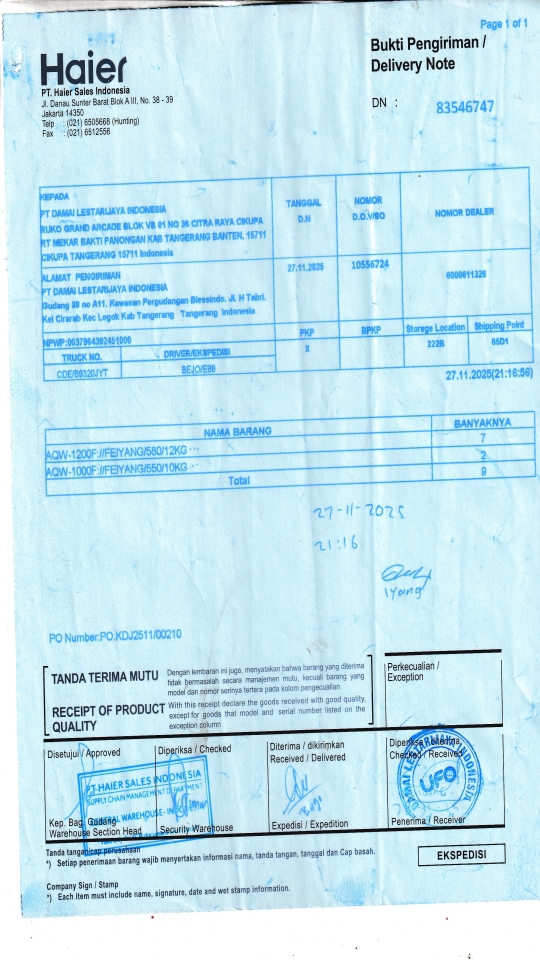 Page 1 of 1
Haier
Bukti Pengiriman /
Delivery Note
PT. Haier Sales Indonesia
Jl. Danau Sunter Barat Blok A III, No. 38 - 39
Jakarta 14350
Telp : (021) 6505668 (Hunting)
Fax : (021) 6512556
DN : 83546747
KEPADA
PT DAMAI LESTARIJAYA INDONESIA
RUKO GRAND ARCADE BLOK VB 01 NO 36 CITRA RAYA CIKUPA
RT MEKAR BAKTI PANONGAN KAB TANGERANG BANTEN, 15711
CIKUPA TANGERANG 15711 Indonesia
TANGGAL
D.N
NOMOR
D.O.V/SO
NOMOR DEALER
ALAMAT PENGIRIMAN
PT DAMAI LESTARIJAYA INDONESIA
Gudang 88 no A11. Kawasan Pergudangan Blessindo. Jl. H Tabri.
Kel Cirarab Kec Legok Kab Tangerang Tangerang Indonesia
27.11.2025
10556724
0000611326
NPWP:0037964392451000
PKP
BPKP
Storege Location
Shipping Point
TRUCK NO.
DRIVER/EKSPEDISI
X
222B
65D1
CDE/B9320JYT
BEJO/E88
27.11.2025(21:16:56)
NAMA BARANG
BANYAKNYA
AQW-1200F://FEIYANG/580/12KG
7
AQW-1000F://FEIYANG/550/10KG
2
Total
9
27-11-2025
21:16
Iyang
PO Number:PO.KDJ2511/00210
TANDA TERIMA MUTU
Dengan lembaran ini juga, menyatakan bahwa barang yang diterima
tidak bermasalah secara manajemen mutu, kecuali barang yang
model dan nomor serinya tertera pada kolom pengecualian
RECEIPT OF PRODUCT
QUALITY
With this receipt declare the goods received with good quality,
except for goods that model and serial number listed on the
exception column
Perkecualian /
Exception
Disetujui / Approved
Diperiksa / Checked
Diterima / dikirimkan
Received / Delivered
Diperiksa / Diterima,
Checked / Received
PT HAIER SALES INDONESIA
SUPPLY CHAIN MANAGEMENT DEPARTMENT
WAREHOUSE
DAMAI LESTARIJAYA INDONESIA
UFO
Kep. Bag. Gudang
Warehouse Section Head
Security Warehouse
Expedisi / Expedition
Penerima / Receiver
Tanda tangan/cap perusahaan
*) Setiap penerimaan barang wajib menyertakan informasi nama, tanda tangan, tanggal dan Cap basah.
EKSPEDISI
Company Sign / Stamp
*) Each item must include name, signature, date and wet stamp information.